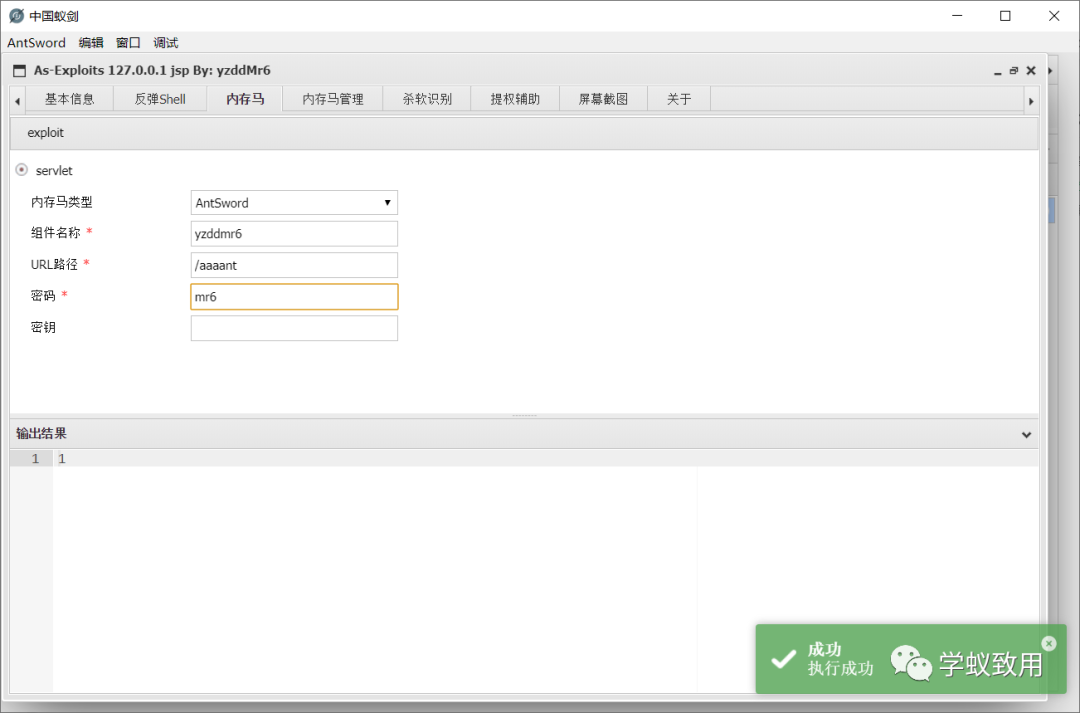 中国蚁剑
AntSword 编辑 窗口 调试
As-Exploits 127.0.0.1 jsp By: yzddMr6
基本信息 反弹Shell 内存马 内存马管理 杀软识别 提权辅助 屏幕截图 关于
exploit
servlet
内存马类型 AntSword
组件名称 * yzddmr6
URL路径 * /aaaant
密码 * mr6
密钥
输出结果
1 1
成功
执行成功
学蚁致用